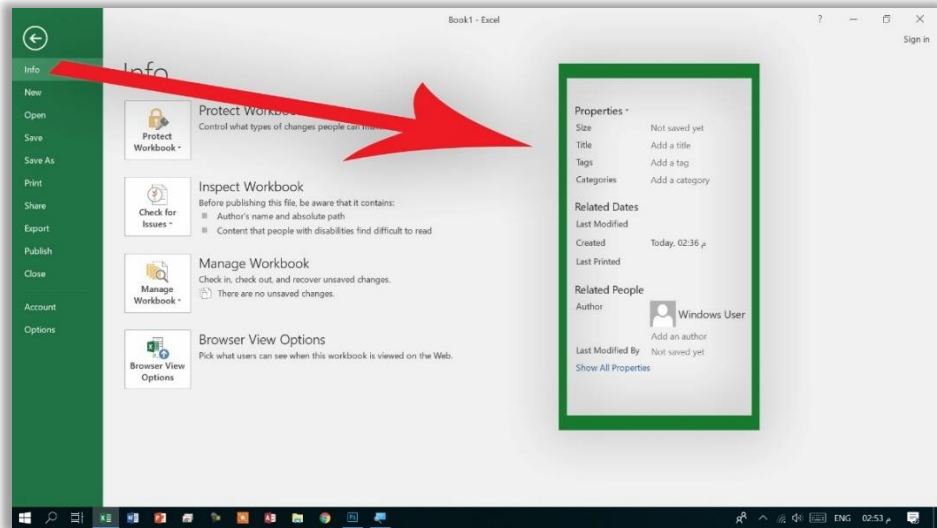 Book1 - Excel
?
Sign in
Info
New
Open
Save
Save As
Print
Share
Export
Publish
Close
Account
Options
Info
Protect Workbook
Protect Workbook
Control what types of changes people can
Inspect Workbook
Check for Issues
Before publishing this file, be aware that it contains:
Author's name and absolute path
Content that people with disabilities find difficult to read
Manage Workbook
Manage Workbook
Check in, check out, and recover unsaved changes.
There are no unsaved changes.
Browser View Options
Browser View Options
Pick what users can see when this workbook is viewed on the Web.
Properties
Size Not saved yet
Title Add a title
Tags Add a tag
Categories Add a category
Related Dates
Last Modified
Created Today, 02:36 م
Last Printed
Related People
Author Windows User
Add an author
Last Modified By Not saved yet
Show All Properties
ENG 02:53 م